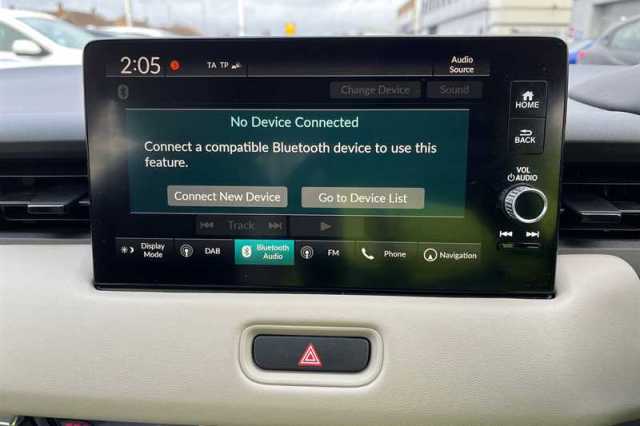 2:05
TA TP
Audio
Source
Change Device
Sound
HOME
No Device Connected
Connect a compatible Bluetooth device to use this
feature.
BACK
Connect New Device
Go to Device List
VOL
AUDIO
Track
Display
Mode
DAB
Bluetooth
Audio
FM
Phone
Navigation